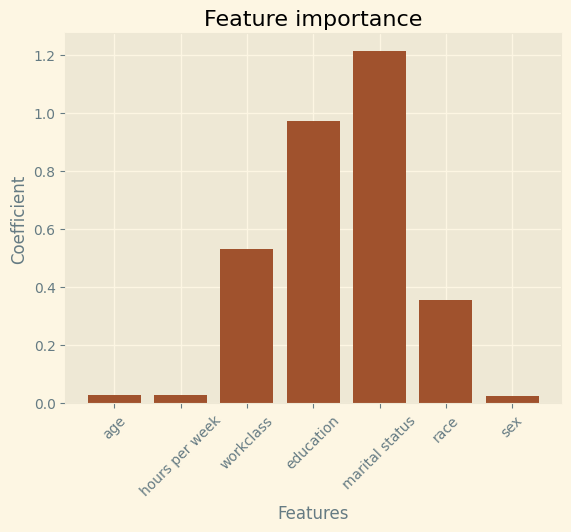 Feature importance
Coefficient
1.2
1.0
0.8
0.6
0.4
0.2
0.0
age
hours per week
workclass
education
marital status
race
sex
Features